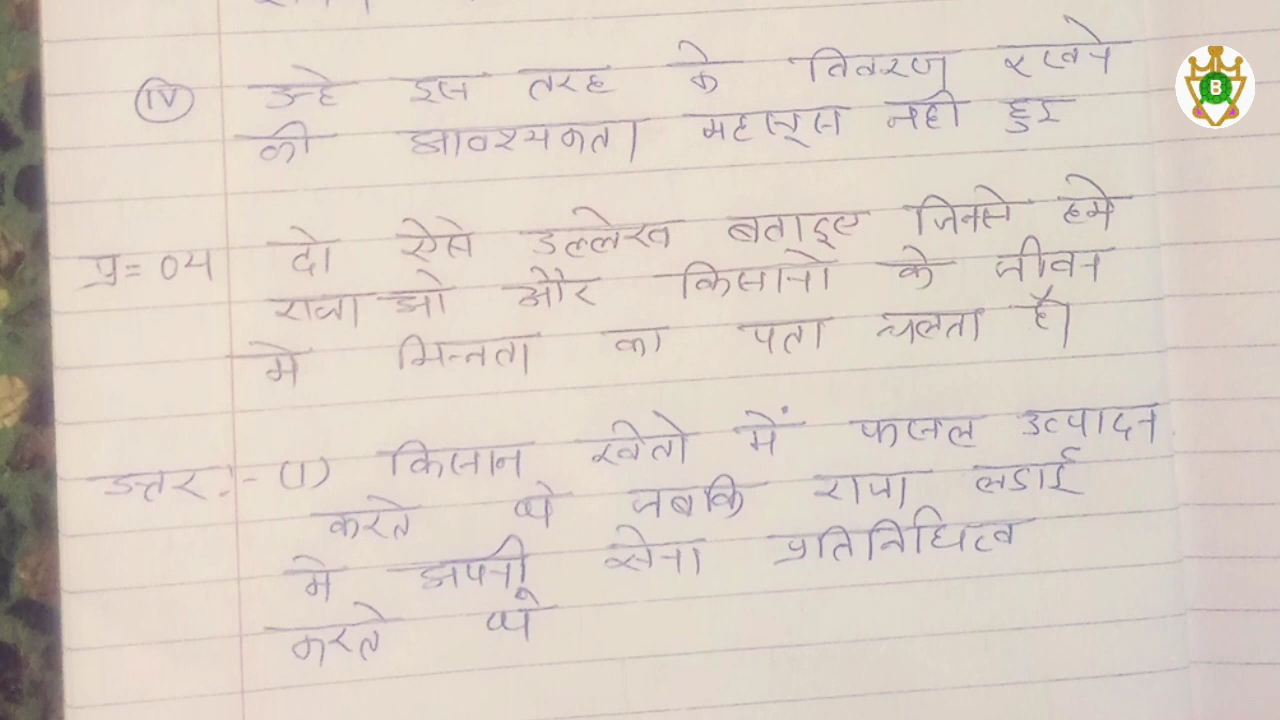 (iv) उन्हे इस तरह के विवरण रखने
की आवश्यकता महसूस नही हुई
प्र = 04 दो ऐसे उल्लेख बताइए जिनसे हमे
राजाओ और किसानो के जीवन
मे भिन्नता का पता चलता है।
उत्तर :- (1) किसान खेतो में फसल उत्पादन
करते थे जबकि राजा लडाई
मे अपनी सेना प्रतिनिधित्व
करते थे
B